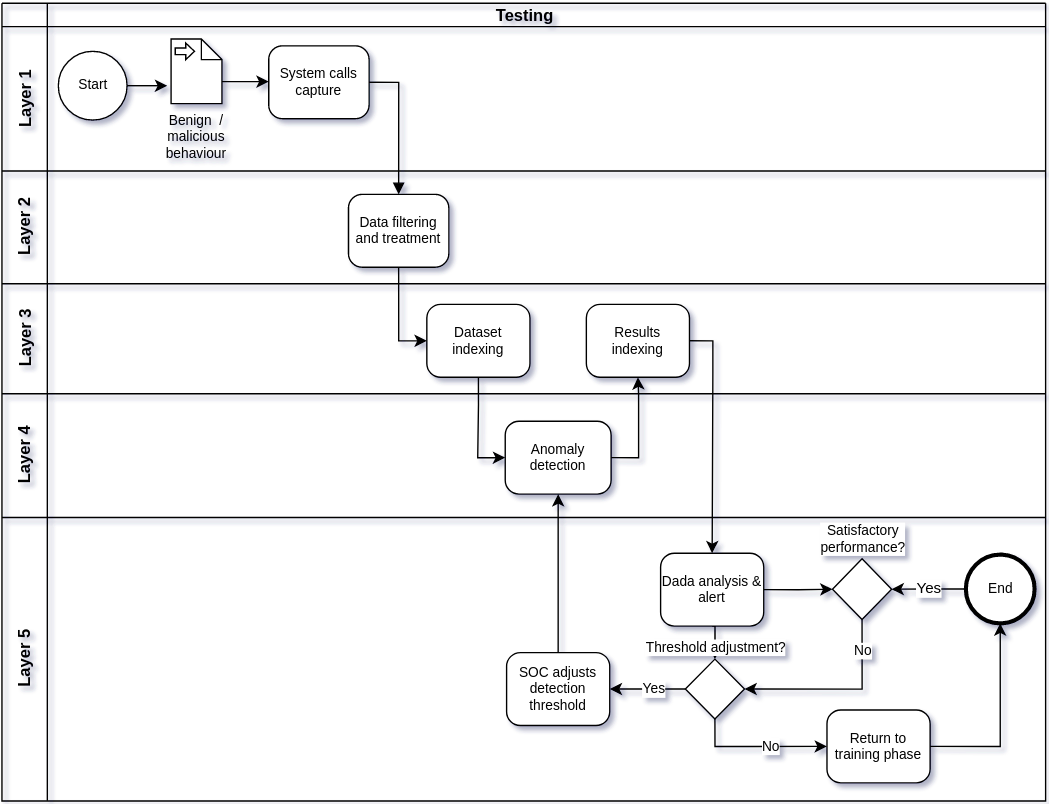 Testing
Layer 1
Start
Benign  /
malicious
behaviour
System calls
capture
Layer 2
Data filtering
and treatment
Layer 3
Dataset
indexing
Results
indexing
Layer 4
Anomaly
detection
Layer 5
Satisfactory
performance?
Dada analysis &
alert
Yes
End
Threshold adjustment?
No
SOC adjusts
detection
threshold
Yes
No
Return to
training phase